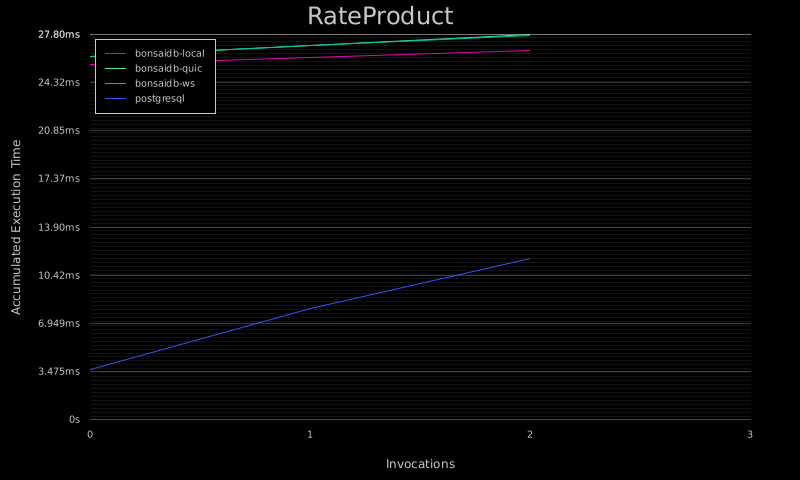 RateProduct
27.80ms
bonsaidb-local
bonsaidb-quic
bonsaidb-ws
postgresql
24.32ms
20.85ms
17.37ms
13.90ms
10.42ms
6.949ms
3.475ms
0s
Accumulated Execution Time
0 1 2 3
Invocations